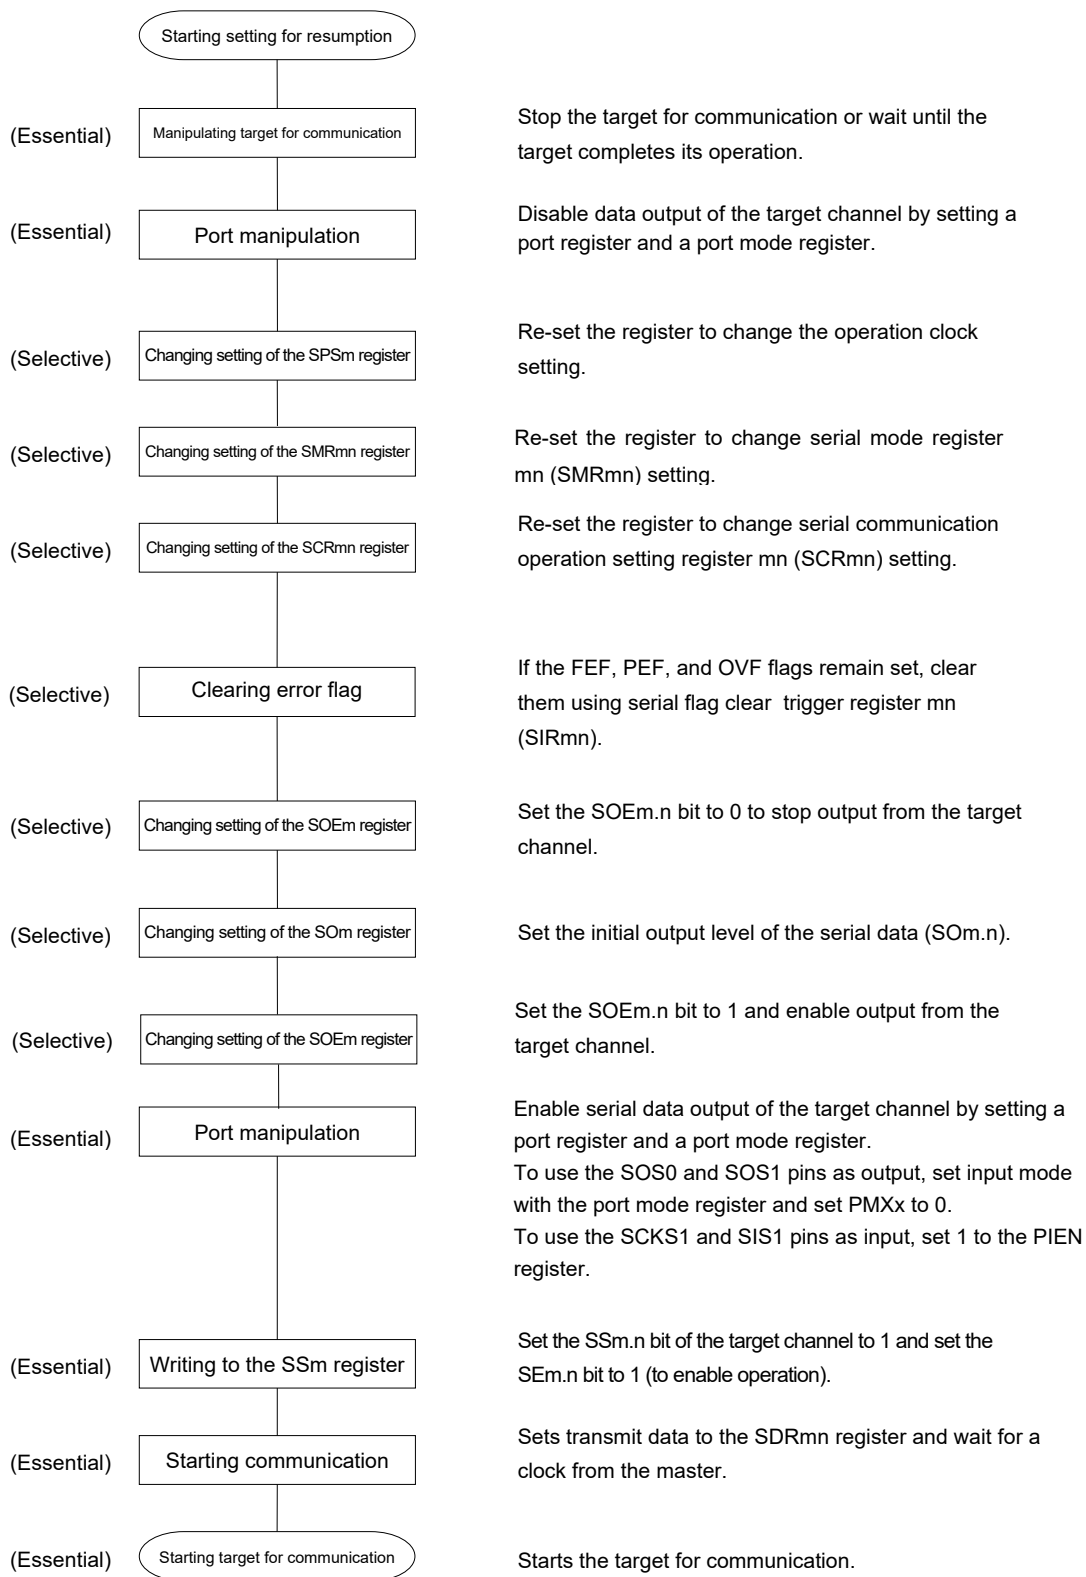 Starting setting for resumption
(Essential)
Manipulating target for communication
Stop the target for communication or wait until the
target completes its operation.
(Essential)
Port manipulation
Disable data output of the target channel by setting a
port register and a port mode register.
(Selective)
Changing setting of the SPSm register
Re-set the register to change the operation clock
setting.
(Selective)
Changing setting of the SMRmn register
Re-set the register to change serial mode register
mn (SMRmn) setting.
(Selective)
Changing setting of the SCRmn register
Re-set the register to change serial communication
operation setting register mn (SCRmn) setting.
(Selective)
Clearing error flag
If the FEF, PEF, and OVF flags remain set, clear
them using serial flag clear trigger register mn
(SIRmn).
(Selective)
Changing setting of the SOEm register
Set the SOEm.n bit to 0 to stop output from the target
channel.
(Selective)
Changing setting of the SOm register
Set the initial output level of the serial data (SOm.n).
(Selective)
Changing setting of the SOEm register
Set the SOEm.n bit to 1 and enable output from the
target channel.
(Essential)
Port manipulation
Enable serial data output of the target channel by setting a
port register and a port mode register.
To use the SOS0 and SOS1 pins as output, set input mode
with the port mode register and set PMXx to 0.
To use the SCKS1 and SIS1 pins as input, set 1 to the PIEN
register.
(Essential)
Writing to the SSm register
Set the SSm.n bit of the target channel to 1 and set the
SEm.n bit to 1 (to enable operation).
(Essential)
Starting communication
Sets transmit data to the SDRmn register and wait for a
clock from the master.
(Essential)
Starting target for communication
Starts the target for communication.